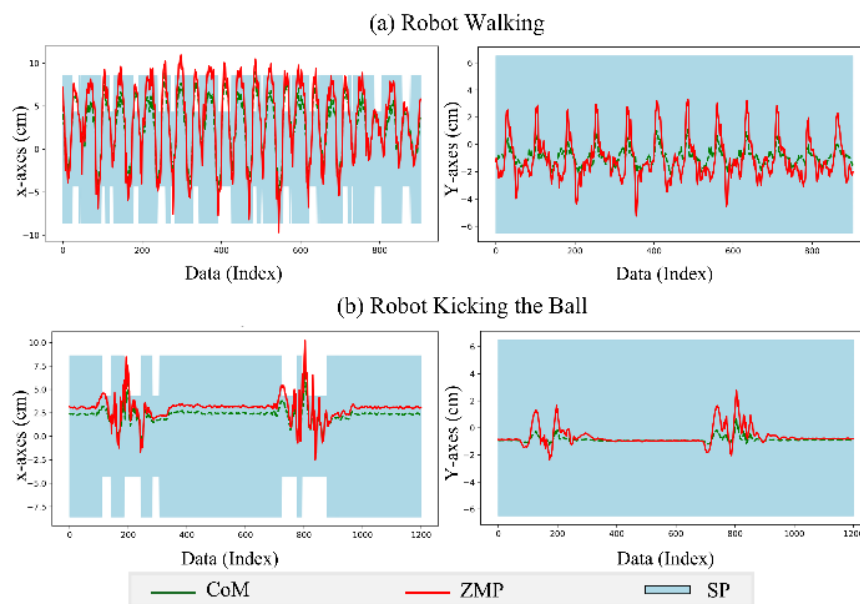 (a) Robot Walking
10
5
0
−5
−10
x-axes (cm)
0 200 400 600 800
Data (Index)
6
4
2
0
−2
−4
−6
Y-axes (cm)
0 200 400 600 800
Data (Index)
(b) Robot Kicking the Ball
10.0
7.5
5.0
2.5
0.0
−2.5
−5.0
−7.5
x-axes (cm)
0 200 400 600 800 1000 1200
Data (Index)
6
4
2
0
−2
−4
−6
Y-axes (cm)
0 200 400 600 800 1000 1200
Data (Index)
CoM ZMP SP